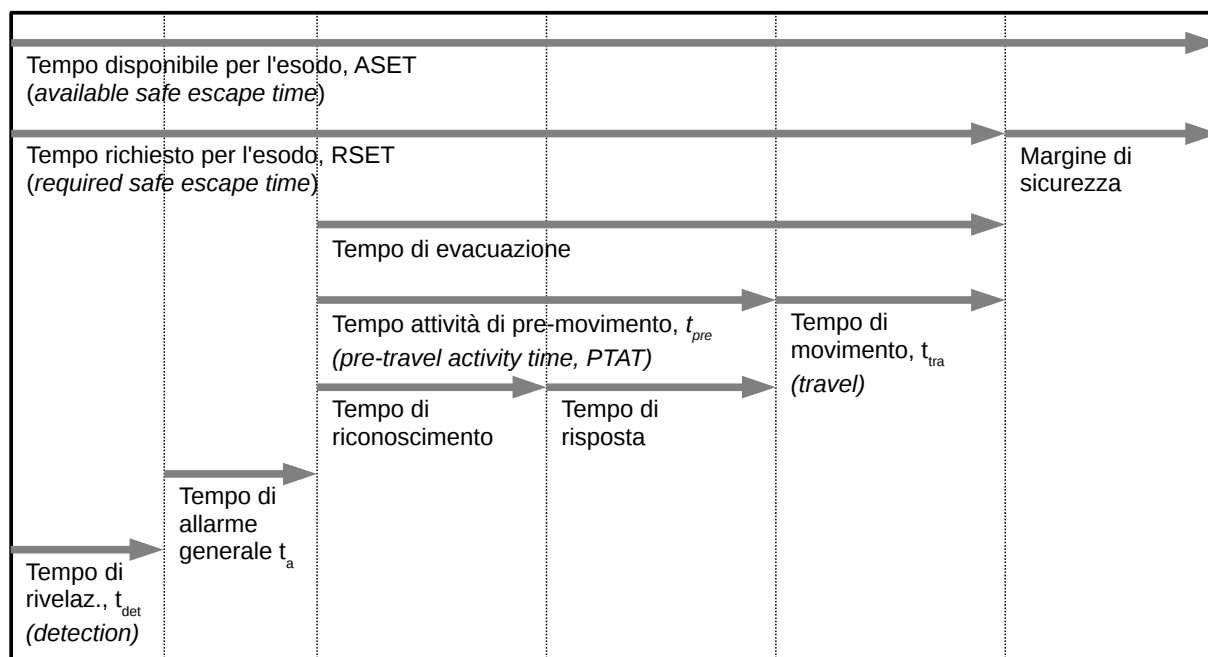 Tempo disponibile per l'esodo, ASET
(available safe escape time)
Tempo richiesto per l'esodo, RSET
(required safe escape time)
Margine di
sicurezza
Tempo di evacuazione
Tempo attività di pre-movimento, tpre
(pre-travel activity time, PTAT)
Tempo di
movimento, ttra
(travel)
Tempo di
riconoscimento
Tempo di
risposta
Tempo di
allarme
generale ta
Tempo di
rivelaz., tdet
(detection)